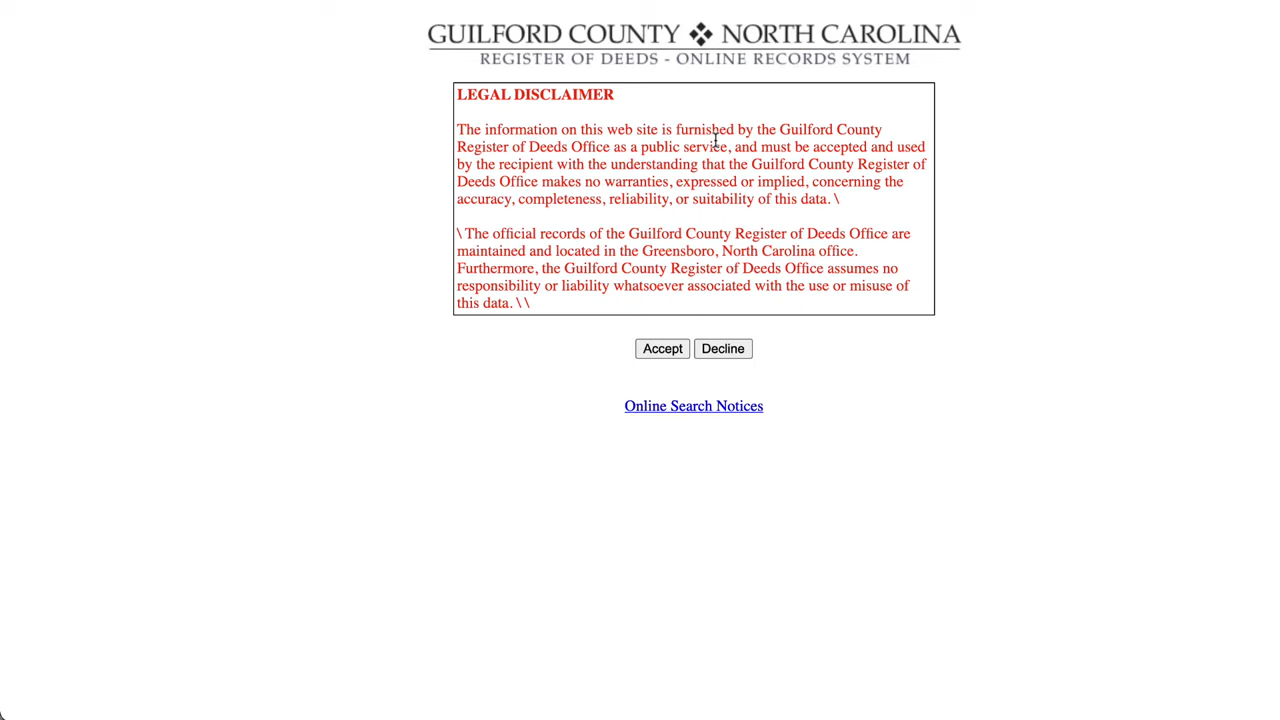 GUILFORD COUNTY ❖ NORTH CAROLINA
REGISTER OF DEEDS - ONLINE RECORDS SYSTEM
LEGAL DISCLAIMER
The information on this web site is furnished by the Guilford County
Register of Deeds Office as a public service, and must be accepted and used
by the recipient with the understanding that the Guilford County Register of
Deeds Office makes no warranties, expressed or implied, concerning the
accuracy, completeness, reliability, or suitability of this data. \
\ The official records of the Guilford County Register of Deeds Office are
maintained and located in the Greensboro, North Carolina office.
Furthermore, the Guilford County Register of Deeds Office assumes no
responsibility or liability whatsoever associated with the use or misuse of
this data. \ \
Accept Decline
Online Search Notices